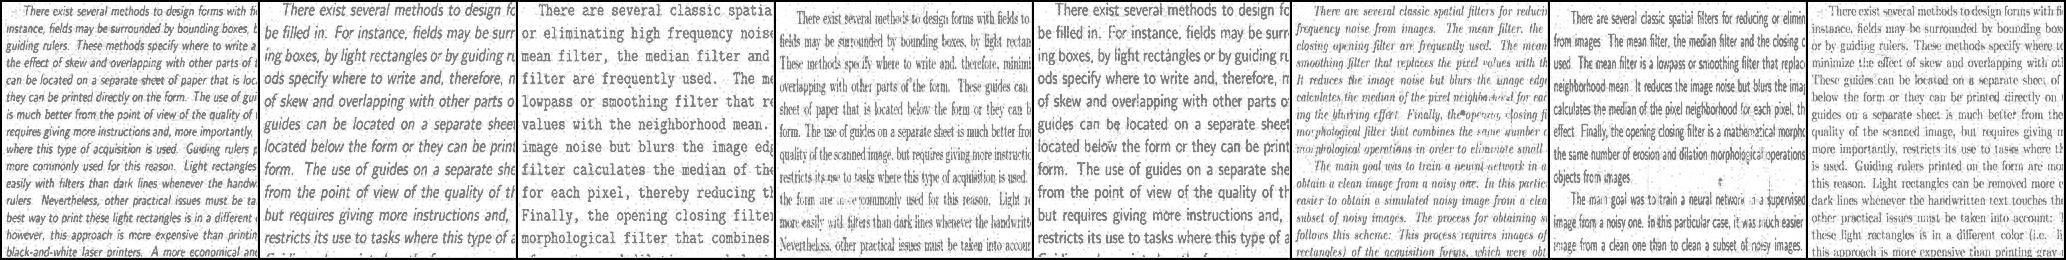 There exist several methods to design forms with fi
instance, fields may be surrounded by bounding boxes, b
guiding rulers. These methods specify where to write a
the effect of skew and overlapping with other parts of t
can be located on a separate sheet of paper that is loc
they can be printed directly on the form. The use of gui
is much better from the point of view of the quality of t
requires giving more instructions and, more importantly,
where this type of acquisition is used. Guiding rulers p
more commonly used for this reason. Light rectangles
easily with filters than dark lines whenever the handw
rulers. Nevertheless, other practical issues must be ta
best way to print these light rectangles is in a different
however, this approach is more expensive than printin
black-and-white laser printers. A more economical and
There exist several methods to design fo
be filled in. For instance, fields may be surr
ing boxes, by light rectangles or by guiding ru
ods specify where to write and, therefore, m
of skew and overlapping with other parts o
guides can be located on a separate sheet
located below the form or they can be print
form. The use of guides on a separate she
from the point of view of the quality of th
but requires giving more instructions and,
restricts its use to tasks where this type of a
There are several classic spatia
or eliminating high frequency noise
mean filter, the median filter and
filter are frequently used. The me
lowpass or smoothing filter that re
values with the neighborhood mean.
image noise but blurs the image edg
filter calculates the median of the
for each pixel, thereby reducing th
Finally, the opening closing filter
morphological filter that combines
There exist several methods to design forms with fields to
fields may be surrounded by bounding boxes, by light rectan
These methods specify where to write and, therefore, minimi
overlapping with other parts of the form. These guides can
sheet of paper that is located below the form or they can b
form. The use of guides on a separate sheet is much better fro
quality of the scanned image, but requires giving more instructio
restricts its use to tasks where this type of acquisition is used.
the form are commonly used for this reason. Light re
more easily with filters than dark lines whenever the handwritt
Nevertheless, other practical issues must be taken into accoun
There exist several methods to design fo
be filled in. For instance, fields may be surr
ing boxes, by light rectangles or by guiding ru
ods specify where to write and, therefore, m
of skew and overlapping with other parts o
guides can be located on a separate sheet
located below the form or they can be print
form. The use of guides on a separate she
from the point of view of the quality of th
but requires giving more instructions and,
restricts its use to tasks where this type of a
There are several classic spatial filters for reducin
frequency noise from images. The mean filter, the
closing opening filter are frequently used. The mean
smoothing filter that replaces the pixel values with th
It reduces the image noise but blurs the image edge
calculates the median of the pixel neighborhood for eac
ing the blurring effect. Finally, the opening closing fi
morphological filter that combines the same number o
morphological operations in order to eliminate small
The main goal was to train a neural network in a
obtain a clean image from a noisy one. In this partic
easier to obtain a simulated noisy image from a clea
subset of noisy images. The process for obtaining si
follows this scheme: This process requires images of
rectangles) of the acquisition forms, which were obt
There are several classic spatial filters for reducing or elimin
from images. The mean filter, the median filter and the closing o
used. The mean filter is a lowpass or smoothing filter that replac
neighborhood mean. It reduces the image noise but blurs the ima
calculates the median of the pixel neighborhood for each pixel, th
effect. Finally, the opening closing filter is a mathematical morpho
the same number of erosion and dilation morphological operations
objects from images.
The main goal was to train a neural network in a supervised
image from a noisy one. In this particular case, it was much easier
image from a clean one than to clean a subset of noisy images.
There exist several methods to design forms with fi
instance, fields may be surrounded by bounding box
or by guiding rulers. These methods specify where to
minimize the effect of skew and overlapping with ot
These guides can be located on a separate sheet of
below the form or they can be printed directly on
guides on a separate sheet is much better from the
quality of the scanned image, but requires giving m
more importantly, restricts its use to tasks where th
is used. Guiding rulers printed on the form are mo
this reason. Light rectangles can be removed more e
dark lines whenever the handwritten text touches the
other practical issues must be taken into account: T
these light rectangles is in a different color (i.e. li
this approach is more expensive than printing gray